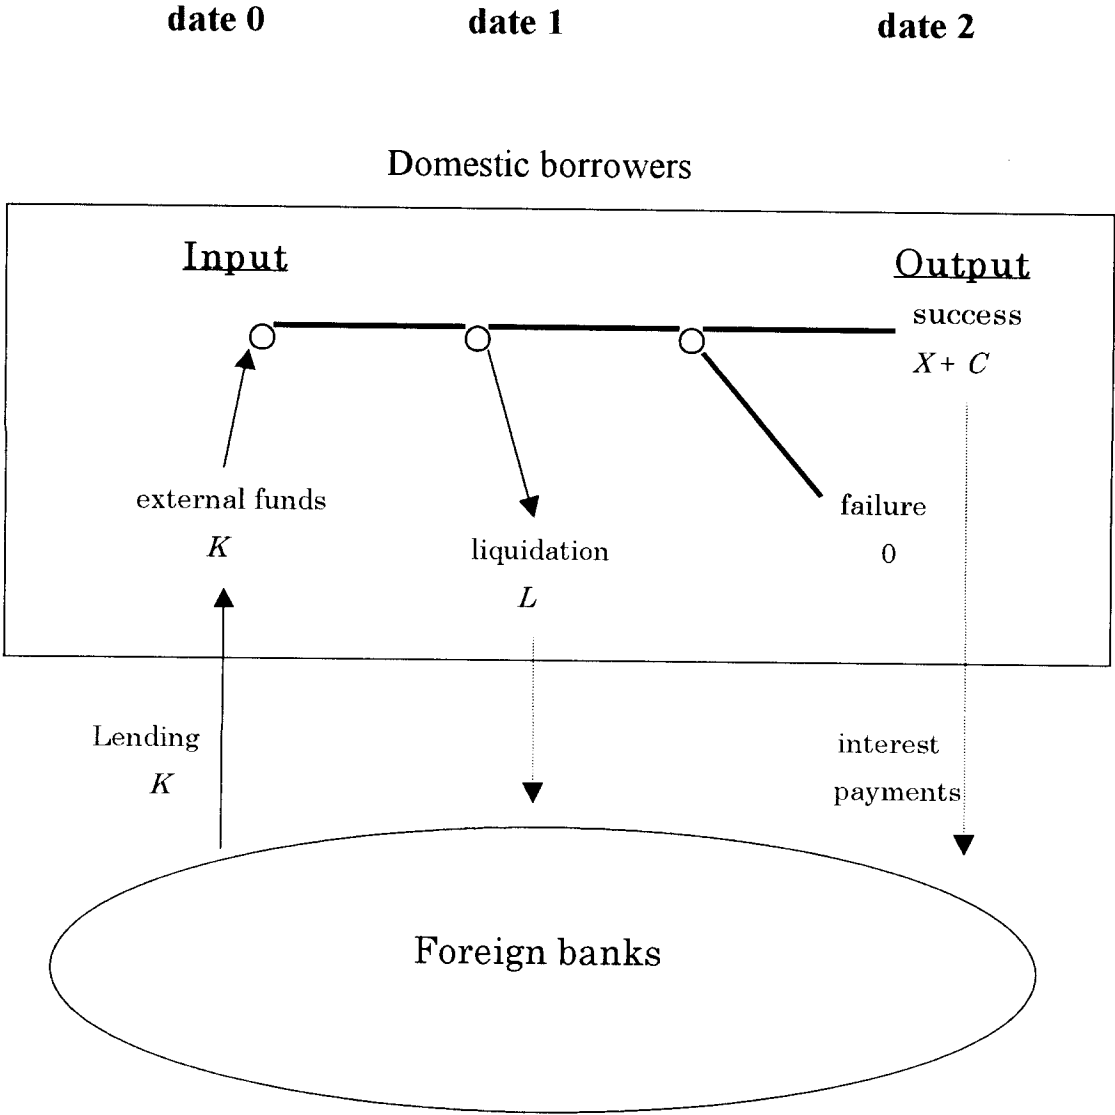 date 0 date 1 date 2
Domestic borrowers
Input
Output
success
X + C
external funds
K
failure
0
liquidation
L
Lending
K
interest
payments
Foreign banks